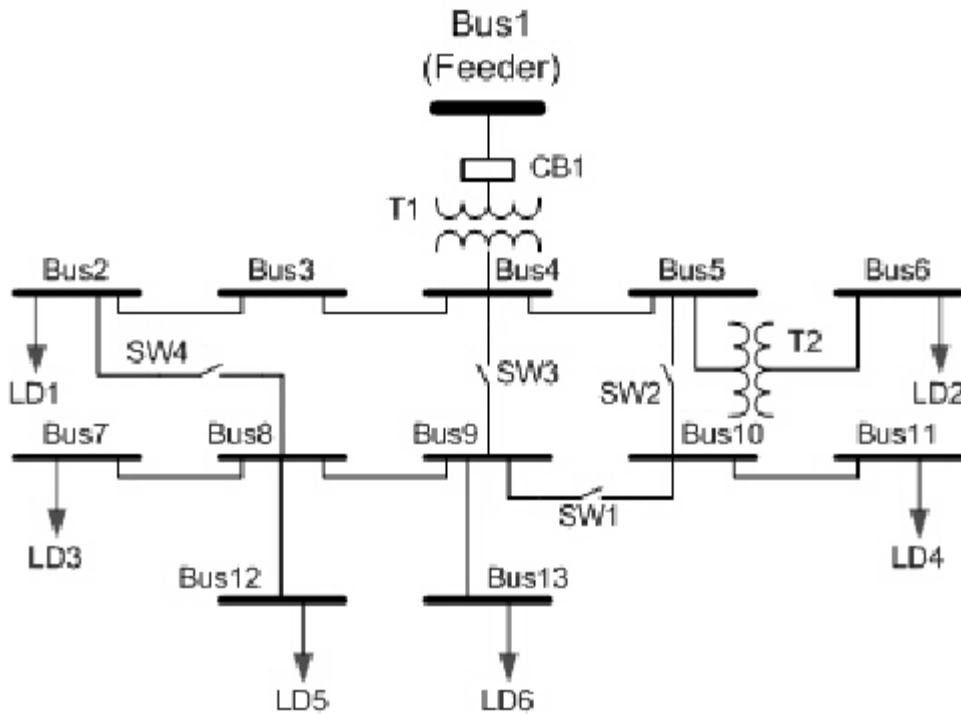 Bus1
(Feeder)
CB1
T1
Bus2
Bus3
Bus4
Bus5
Bus6
T2
SW4
SW3
SW2
LD1
LD2
Bus7
Bus8
Bus9
Bus10
Bus11
SW1
LD3
LD4
Bus12
Bus13
LD5
LD6